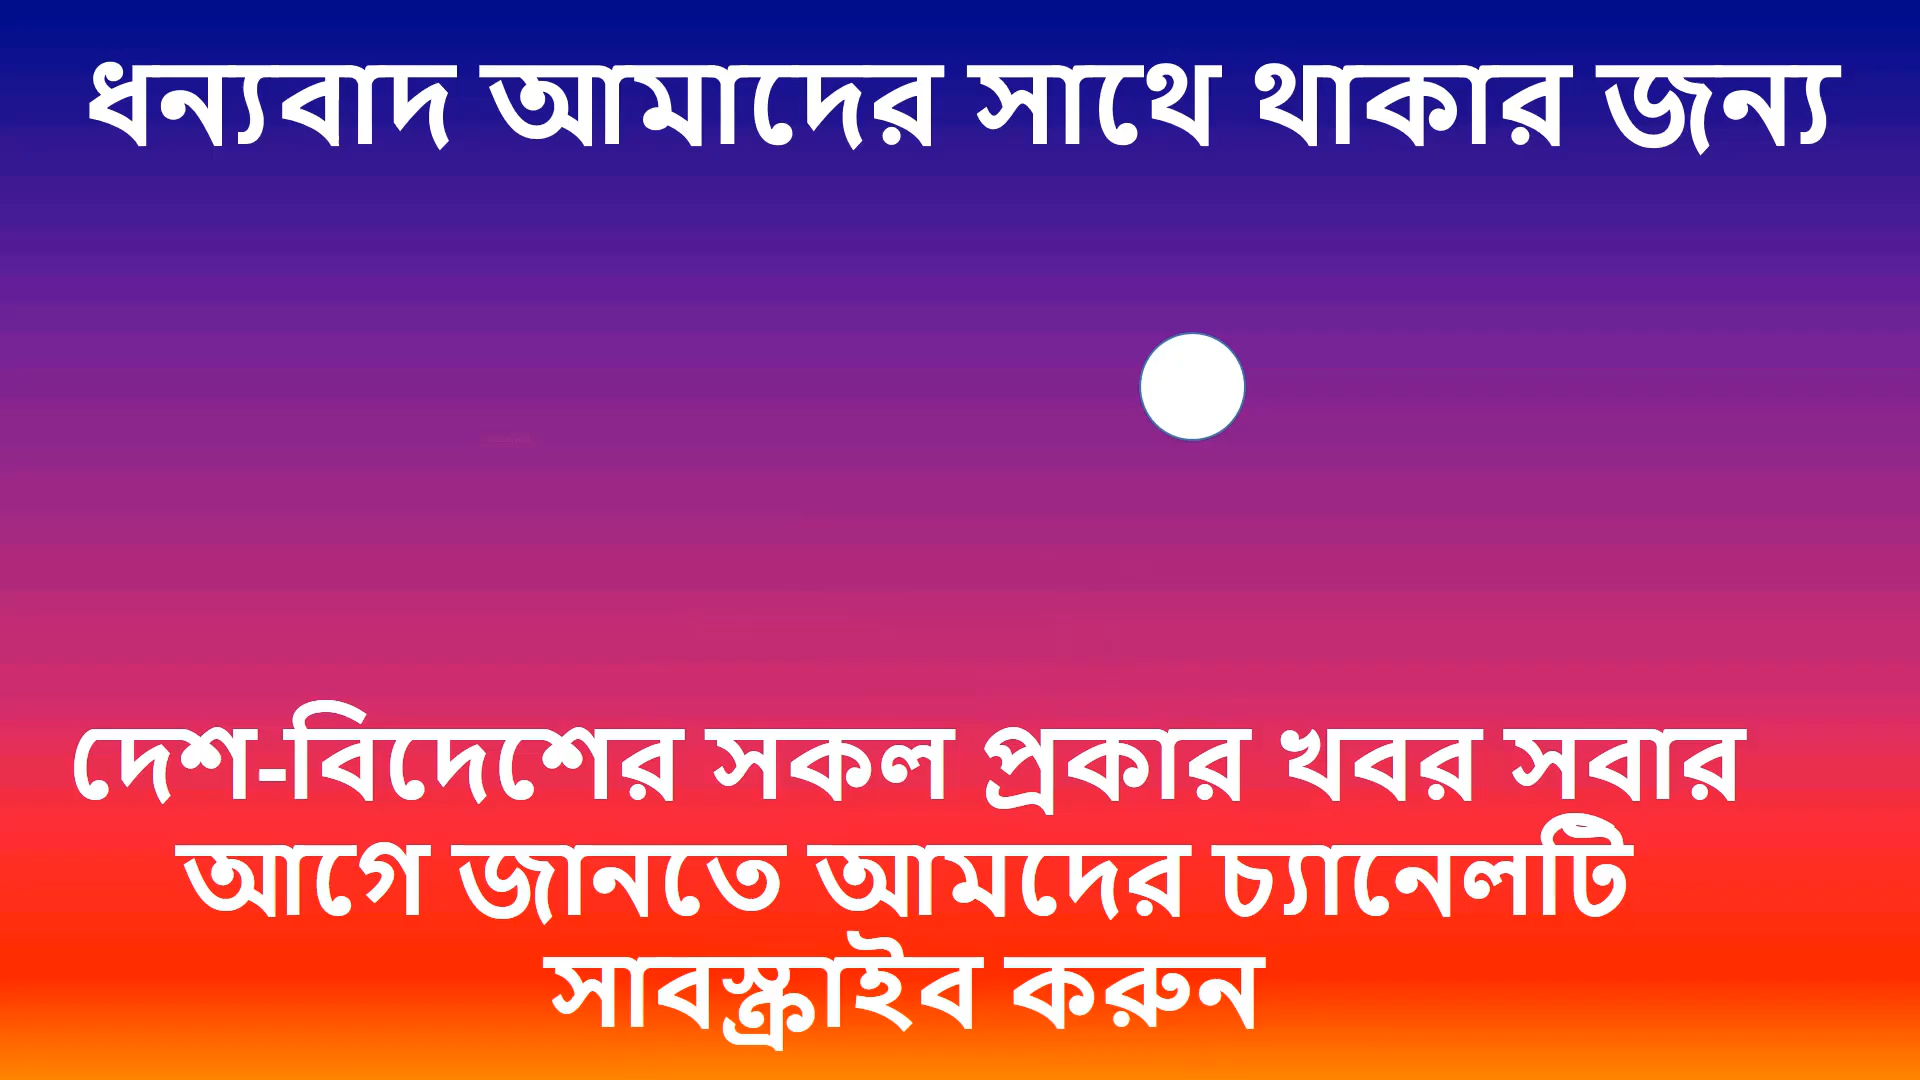 ধন্যবাদ আমাদের সাথে থাকার জন্য
দেশ-বিদেশের সকল প্রকার খবর সবার
আগে জানতে আমদের চ্যানেলটি
সাবস্ক্রাইব করুন